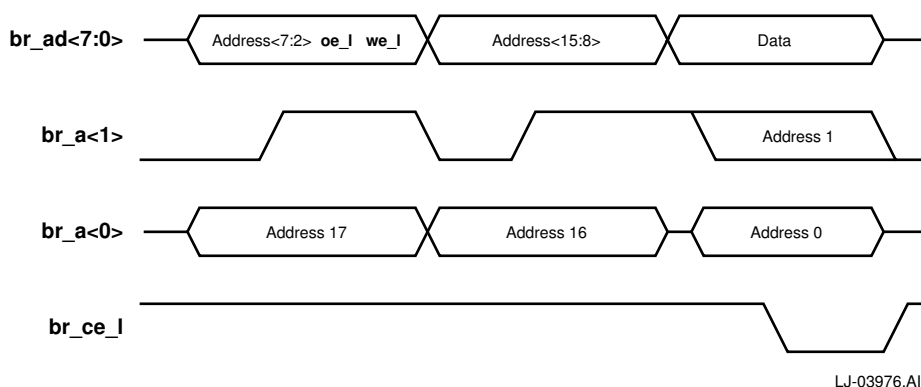 br_ad<7:0> Address<7:2> oe_l we_l Address<15:8> Data
br_a<1> Address 1
br_a<0> Address 17 Address 16 Address 0
br_ce_l
LJ-03976.AI